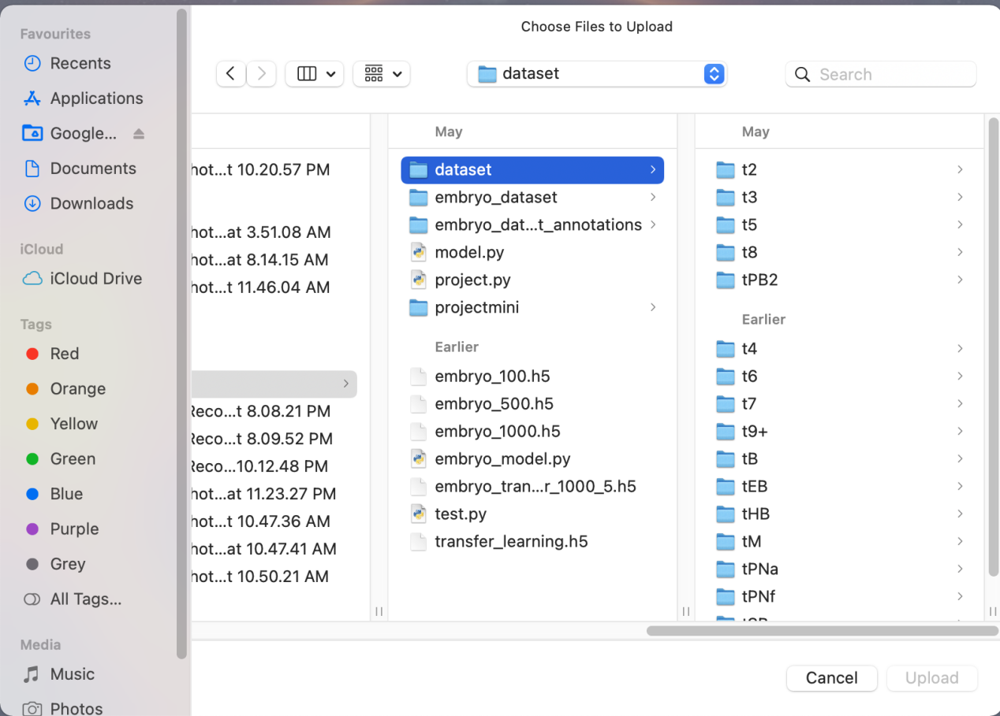 Choose Files to Upload
Favourites
Recents
Applications
Google...
Documents
Downloads
iCloud
iCloud Drive
Tags
Red
Orange
Yellow
Green
Blue
Purple
Grey
All Tags...
Media
Music
Photos
dataset
Search
hot...t 10.20.57 PM
hot...at 3.51.08 AM
hot...at 8.14.15 AM
hot...t 11.46.04 AM
Reco...t 8.08.21 PM
Reco...t 8.09.52 PM
Reco...10.12.48 PM
hot...at 11.23.27 PM
hot...t 10.47.36 AM
hot...at 10.47.41 AM
hot...t 10.50.21 AM
May
dataset
embryo_dataset
embryo_dat...t_annotations
model.py
project.py
projectmini
Earlier
embryo_100.h5
embryo_500.h5
embryo_1000.h5
embryo_model.py
embryo_tran...r_1000_5.h5
test.py
transfer_learning.h5
May
t2
t3
t5
t8
tPB2
Earlier
t4
t6
t7
t9+
tB
tEB
tHB
tM
tPNa
tPNf
Cancel
Upload